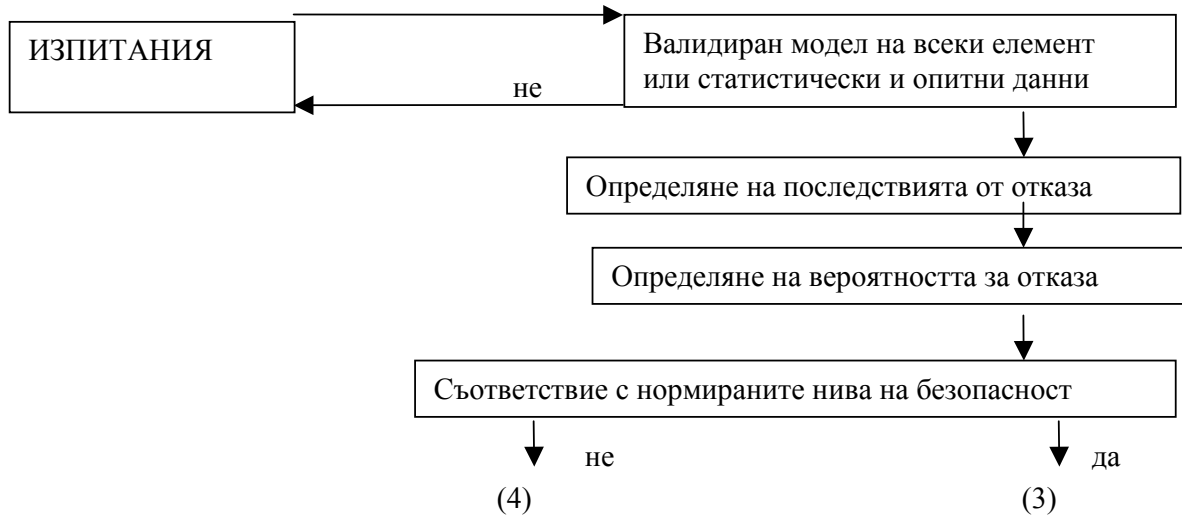 ИЗПИТАНИЯ
Валидиран модел на всеки елемент
или статистически и опитни данни
не
Определяне на последствията от отказа
Определяне на вероятността за отказа
Съответствие с нормираните нива на безопасност
не
да
(4)
(3)